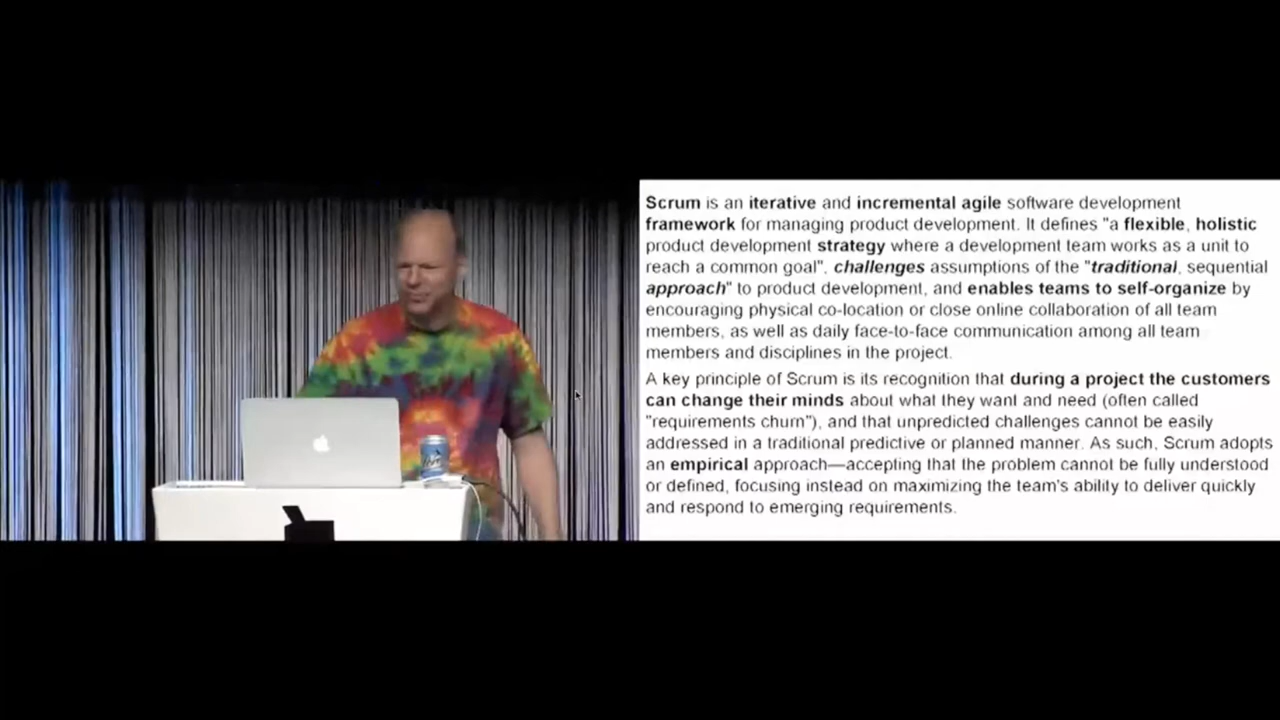 Scrum is an iterative and incremental agile software development
framework for managing product development. It defines "a flexible, holistic
product development strategy where a development team works as a unit to
reach a common goal", challenges assumptions of the "traditional, sequential
approach" to product development, and enables teams to self-organize by
encouraging physical co-location or close online collaboration of all team
members, as well as daily face-to-face communication among all team
members and disciplines in the project.
A key principle of Scrum is its recognition that during a project the customers
can change their minds about what they want and need (often called
"requirements churn"), and that unpredicted challenges cannot be easily
addressed in a traditional predictive or planned manner. As such, Scrum adopts
an empirical approach—accepting that the problem cannot be fully understood
or defined, focusing instead on maximizing the team's ability to deliver quickly
and respond to emerging requirements.